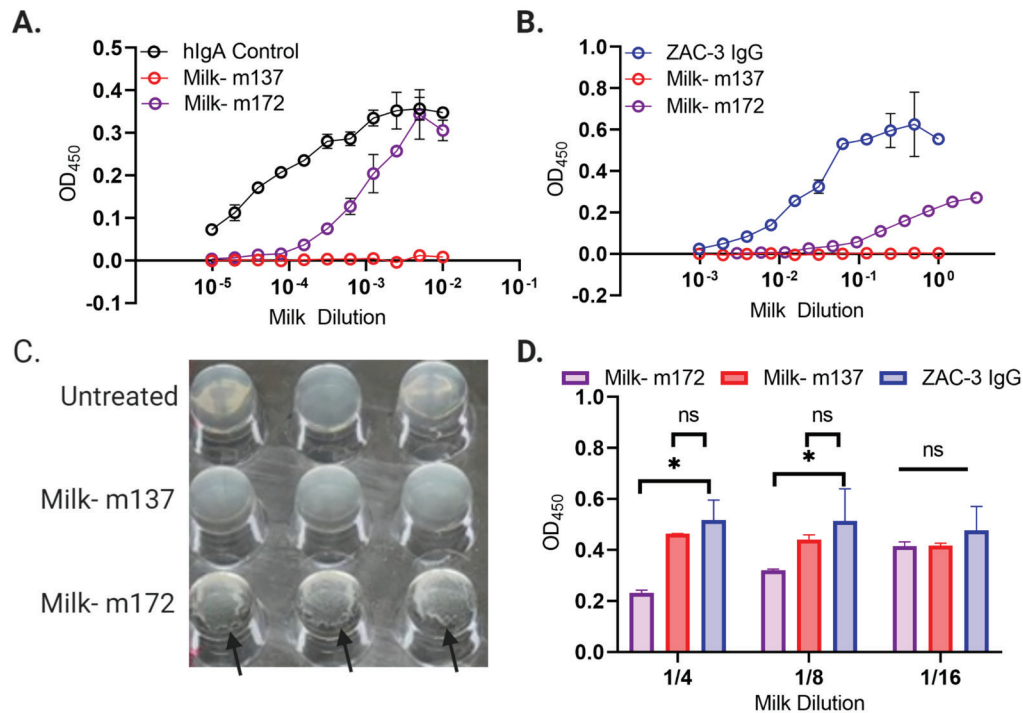 A.
hIgA Control
Milk- m137
Milk- m172
OD450
0.5
0.4
0.3
0.2
0.1
0.0
-0.1
10-5
10-4
10-3
10-2
10-1
Milk Dilution
B.
ZAC-3 IgG
Milk- m137
Milk- m172
OD450
1.0
0.8
0.6
0.4
0.2
0.0
-0.2
10-3
10-2
10-1
100
Milk Dilution
C.
Untreated
Milk- m137
Milk- m172
D.
Milk- m172 Milk- m137 ZAC-3 IgG
OD450
1.0
0.8
0.6
0.4
0.2
0.0
ns
*
ns
*
ns
1/4 1/8 1/16
Milk Dilution